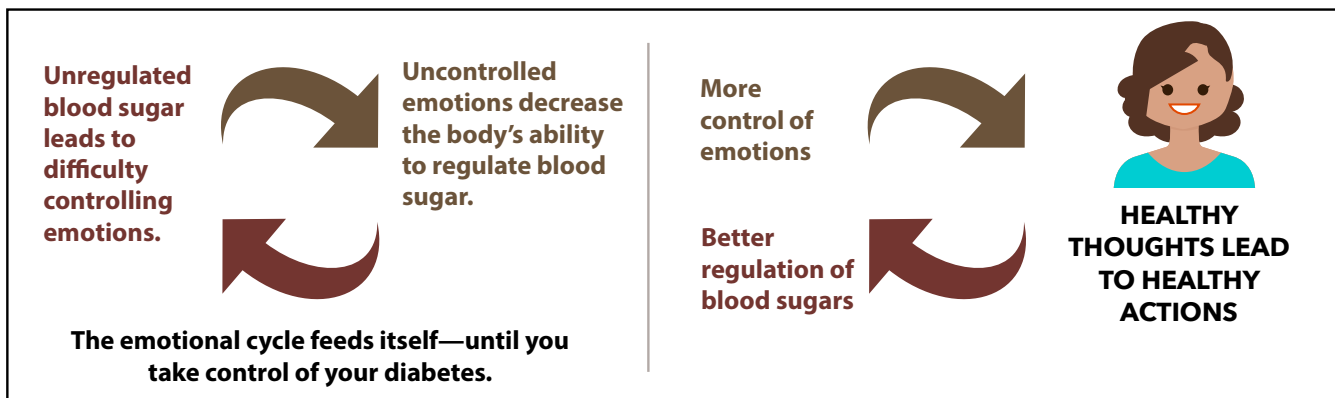 Unregulated
blood sugar
leads to
difficulty
controlling
emotions.
Uncontrolled
emotions decrease
the body’s ability
to regulate blood
sugar.
The emotional cycle feeds itself—until you
take control of your diabetes.
More
control of
emotions
Better
regulation of
blood sugars
HEALTHY
THOUGHTS LEAD
TO HEALTHY
ACTIONS